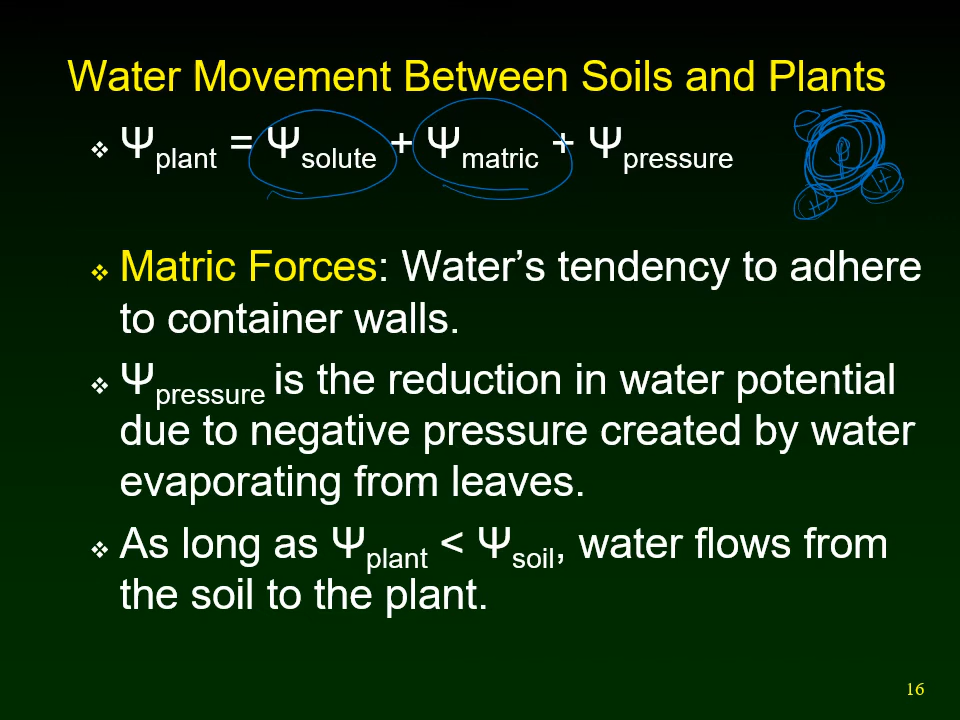 Water Movement Between Soils and Plants
❖ Ψplant = Ψsolute + Ψmatric + Ψpressure
❖ Matric Forces: Water’s tendency to adhere
to container walls.
❖ Ψpressure is the reduction in water potential
due to negative pressure created by water
evaporating from leaves.
❖ As long as Ψplant < Ψsoil, water flows from
the soil to the plant.
16